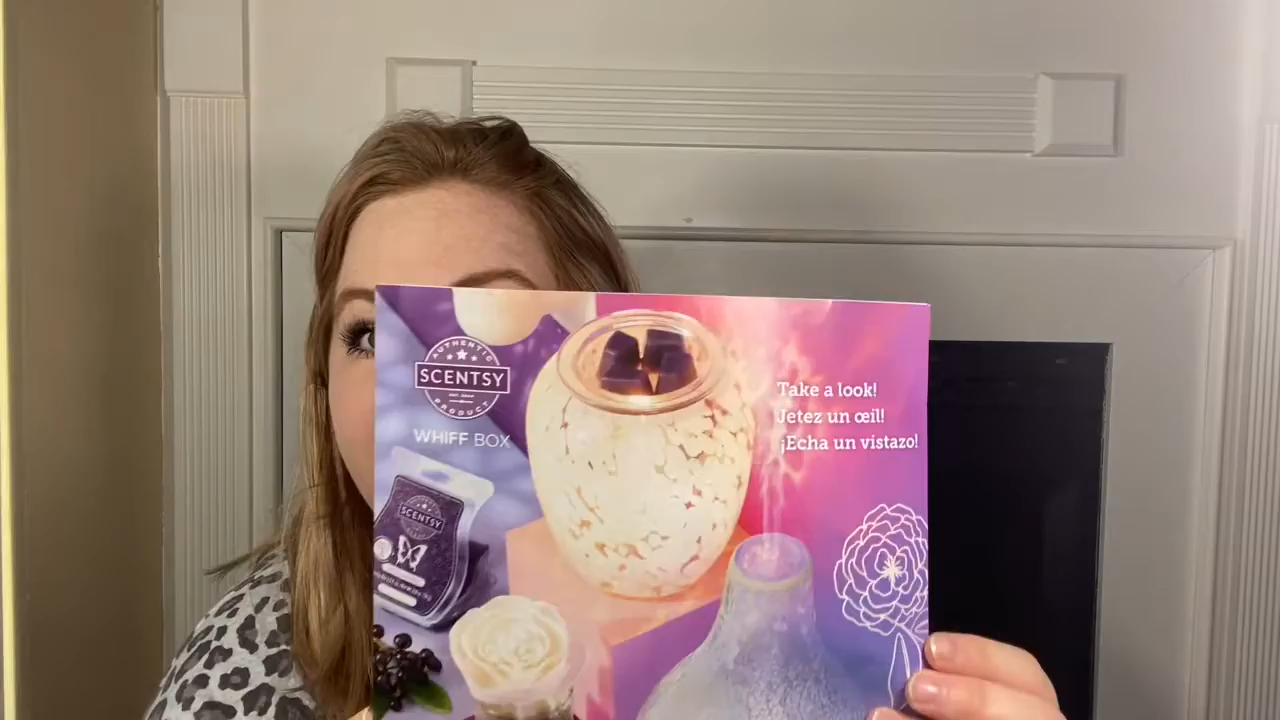 AUTHENTIC
SCENTSY
PRODUCT
WHIFF BOX
Take a look!
Jetez un œil!
¡Echa un vistazo!
SCENTSY